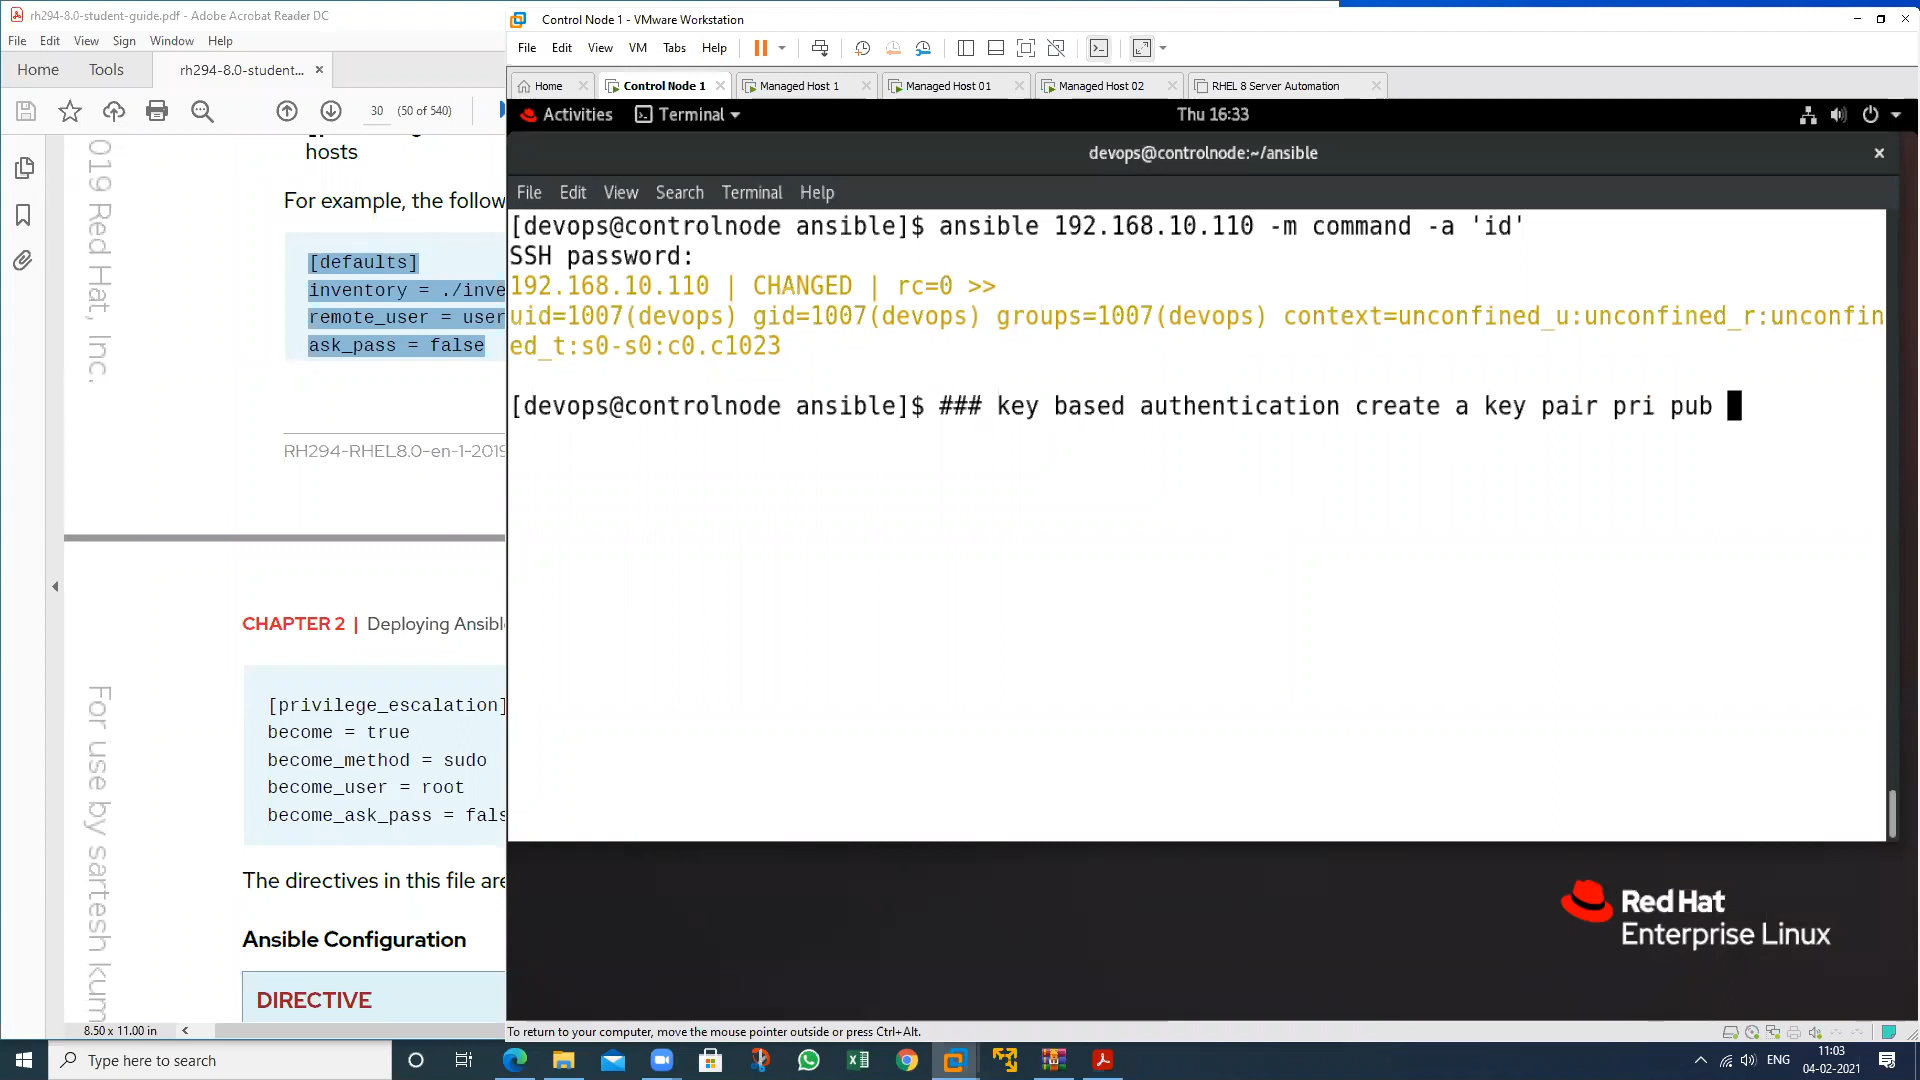 rh294-8.0-student-guide.pdf - Adobe Acrobat Reader DC
File Edit View Sign Window Help
Home Tools rh294-8.0-student... ×
30 (50 of 540)
hosts
For example, the follow
[defaults]
inventory = ./inve
remote_user = user
ask_pass = false
RH294-RHEL8.0-en-1-2019
019 Red Hat, Inc.
CHAPTER 2 | Deploying Ansibl
[privilege_escalation]
become = true
become_method = sudo
become_user = root
become_ask_pass = fals
The directives in this file are
Ansible Configuration
DIRECTIVE
For use by sartesh kum
8.50 x 11.00 in
Control Node 1 - VMware Workstation
File Edit View VM Tabs Help
Home Control Node 1 Managed Host 1 Managed Host 01 Managed Host 02 RHEL 8 Server Automation
Activities Terminal Thu 16:33
devops@controlnode:~/ansible
File Edit View Search Terminal Help
[devops@controlnode ansible]$ ansible 192.168.10.110 -m command -a 'id'
SSH password:
192.168.10.110 | CHANGED | rc=0 >>
uid=1007(devops) gid=1007(devops) groups=1007(devops) context=unconfined_u:unconfined_r:unconfin
ed_t:s0-s0:c0.c1023
[devops@controlnode ansible]$ ### key based authentication create a key pair pri pub
Red Hat
Enterprise Linux
To return to your computer, move the mouse pointer outside or press Ctrl+Alt.
Type here to search
ENG
11:03
04-02-2021